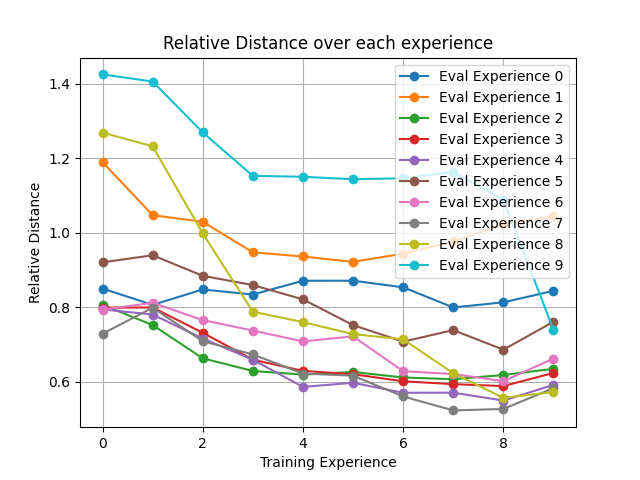 Relative Distance over each experience
Relative Distance
1.4
1.2
1.0
0.8
0.6
0
2
4
6
8
Training Experience
Eval Experience 0
Eval Experience 1
Eval Experience 2
Eval Experience 3
Eval Experience 4
Eval Experience 5
Eval Experience 6
Eval Experience 7
Eval Experience 8
Eval Experience 9